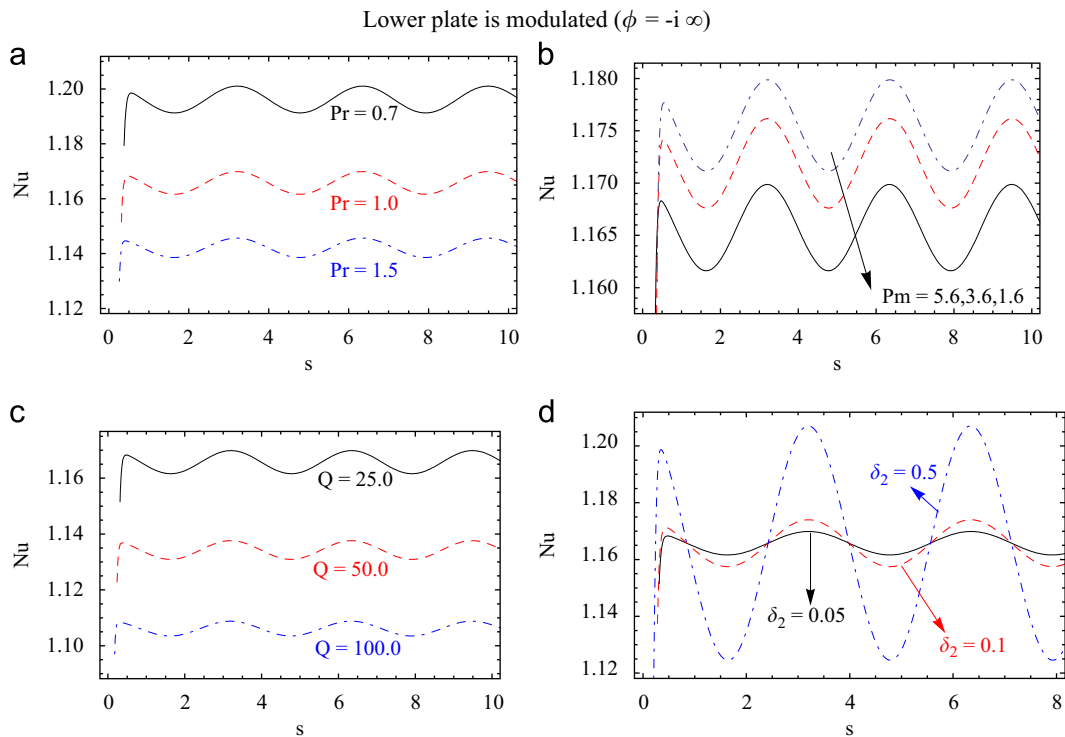 Lower plate is modulated (ϕ = -i ∞)
a
1.20
1.18
1.16
1.14
1.12
Nu
Pr = 0.7
Pr = 1.0
Pr = 1.5
0 2 4 6 8 10
s
b
1.180
1.175
1.170
1.165
1.160
Nu
Pm = 5.6,3.6,1.6
0 2 4 6 8 10
s
c
1.16
1.14
1.12
1.10
Nu
Q = 25.0
Q = 50.0
Q = 100.0
0 2 4 6 8 10
s
d
1.20
1.18
1.16
1.14
1.12
Nu
δ₂ = 0.5
δ₂ = 0.05
δ₂ = 0.1
0 2 4 6 8
s